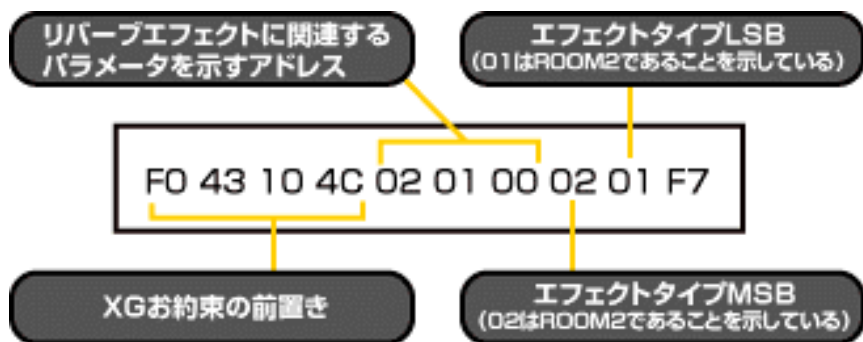 リバーブエフェクトに関連する
パラメータを示すアドレス
エフェクトタイプLSB
(01はROOM2であることを示している)
F0 43 10 4C 02 01 00 02 01 F7
XGお約束の前置き
エフェクトタイプMSB
(02はROOM2であることを示している)